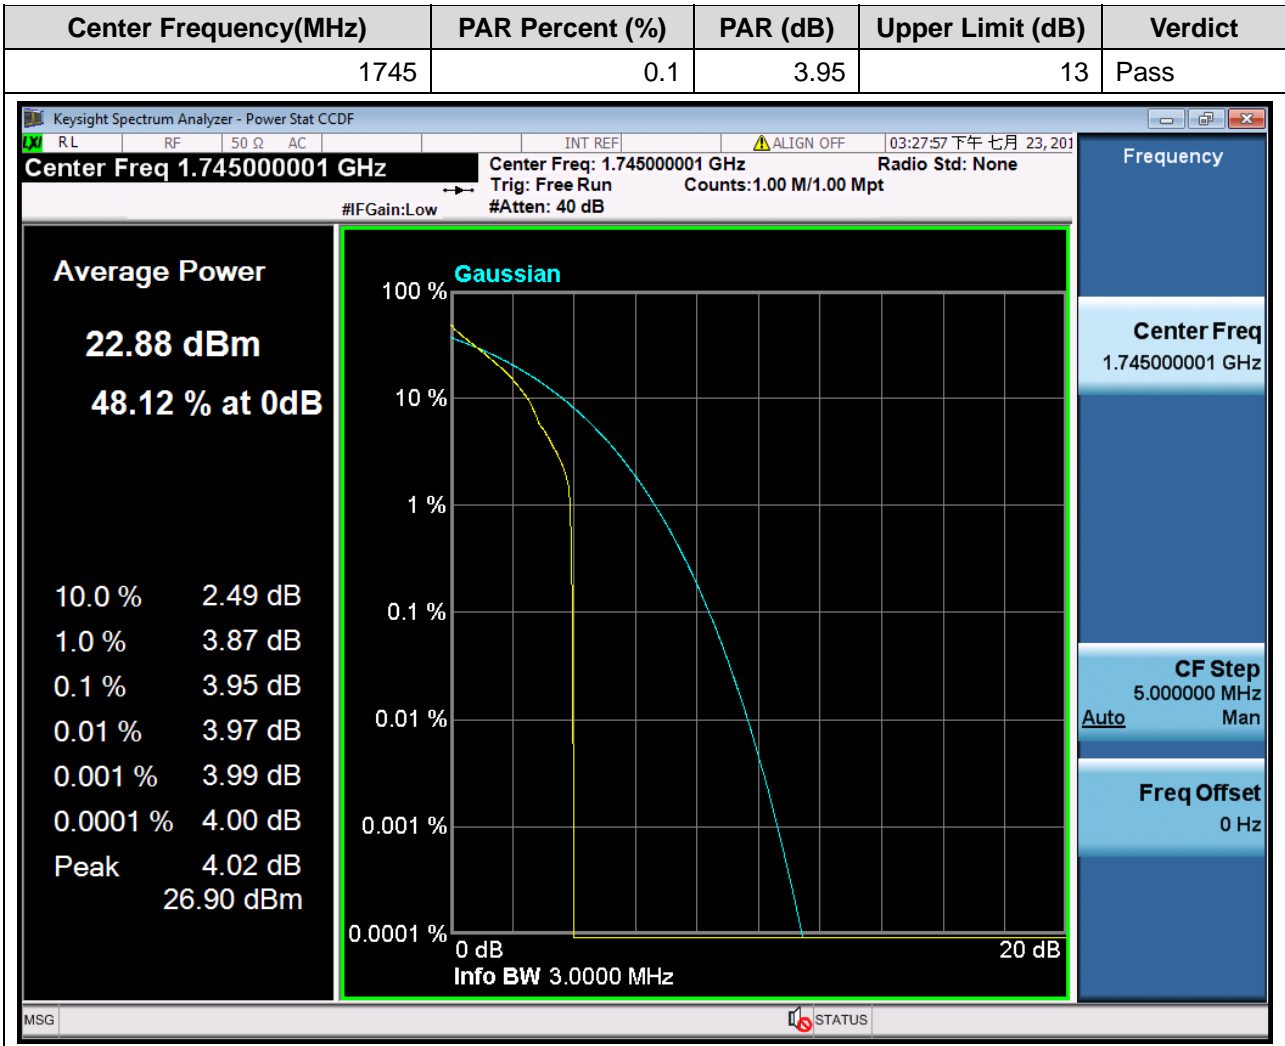 Center Frequency(MHz) PAR Percent (%) PAR (dB) Upper Limit (dB) Verdict
1745 0.1 3.95 13 Pass
Keysight Spectrum Analyzer - Power Stat CCDF
LXI RL RF 50 Ω AC INT REF ALIGN OFF 03:27:57 下午 七月 23, 201
Center Freq 1.745000001 GHz
Center Freq: 1.745000001 GHz Radio Std: None
Trig: Free Run Counts:1.00 M/1.00 Mpt
#IFGain:Low #Atten: 40 dB
Average Power
22.88 dBm
48.12 % at 0dB
10.0 % 2.49 dB
1.0 % 3.87 dB
0.1 % 3.95 dB
0.01 % 3.97 dB
0.001 % 3.99 dB
0.0001 % 4.00 dB
Peak 4.02 dB
26.90 dBm
Gaussian
100 %
10 %
1 %
0.1 %
0.01 %
0.001 %
0.0001 %
0 dB 20 dB
Info BW 3.0000 MHz
Frequency
Center Freq
1.745000001 GHz
CF Step
5.000000 MHz
Auto Man
Freq Offset
0 Hz
MSG STATUS